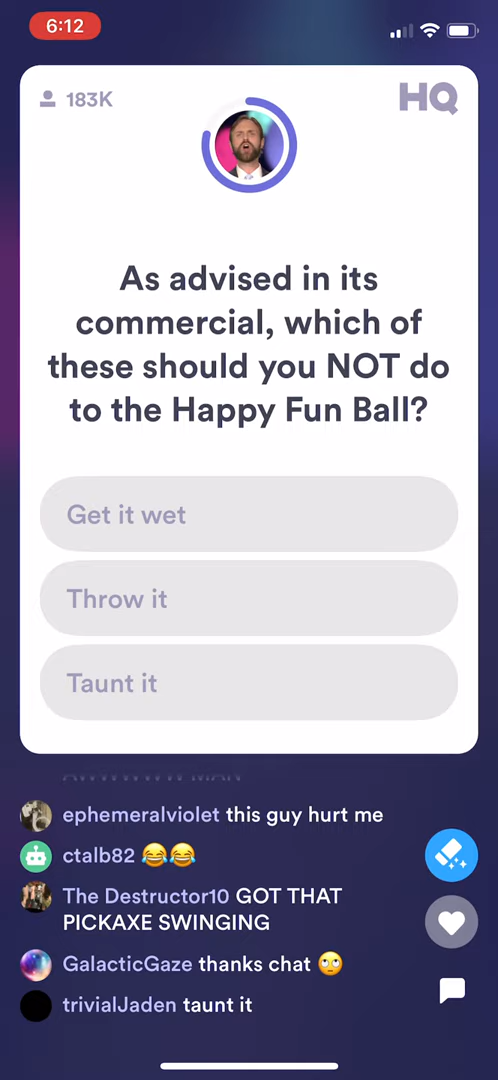 6:12
183K
HQ
As advised in its
commercial, which of
these should you NOT do
to the Happy Fun Ball?
Get it wet
Throw it
Taunt it
ephemeralviolet this guy hurt me
ctalb82 😂😂
The Destructor10 GOT THAT
PICKAXE SWINGING
GalacticGaze thanks chat 🙄
trivialJaden taunt it